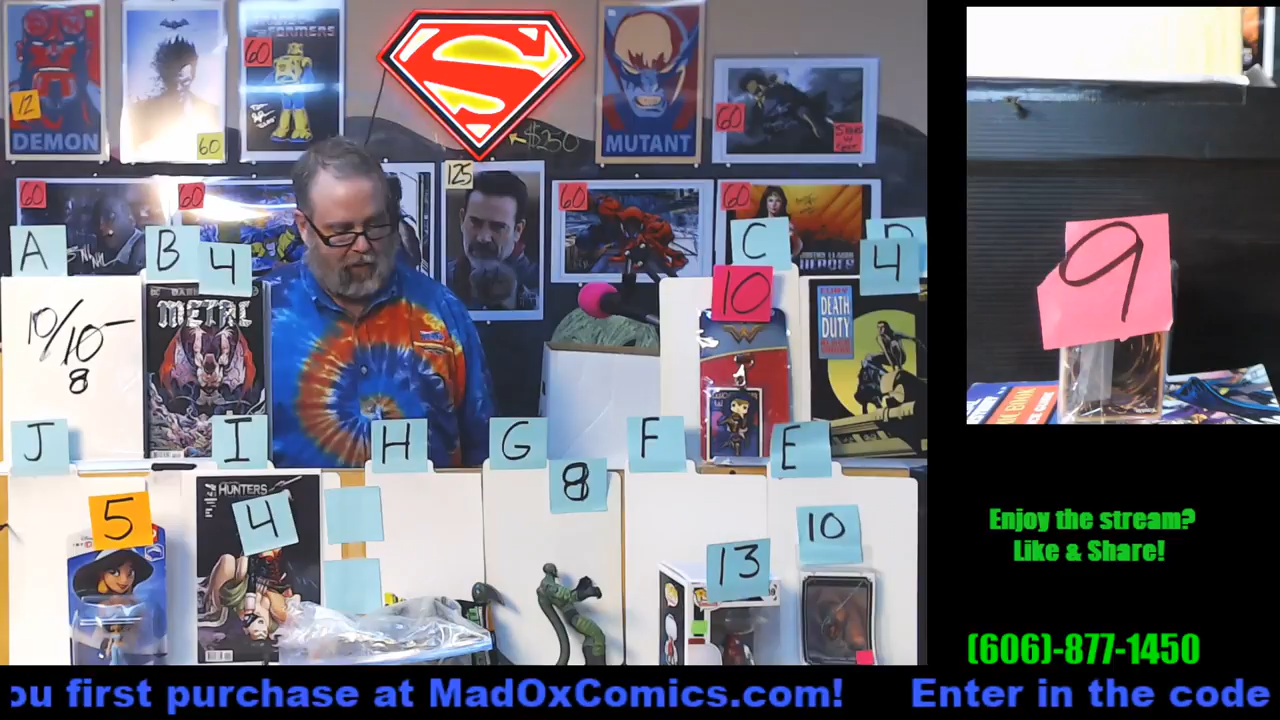 12
DEMON
60
60
TRANSFORMERS
$250
MUTANT
60
60
60
125
60
60
HEROES
A
B
4
C
10
4
10/10
8
METAL
DEATH
DUTY
9
J
I
H
G
F
E
5
HUNTERS
4
8
13
10
Enjoy the stream?
Like & Share!
(606)-877-1450
ou first purchase at MadOxComics.com!
Enter in the code